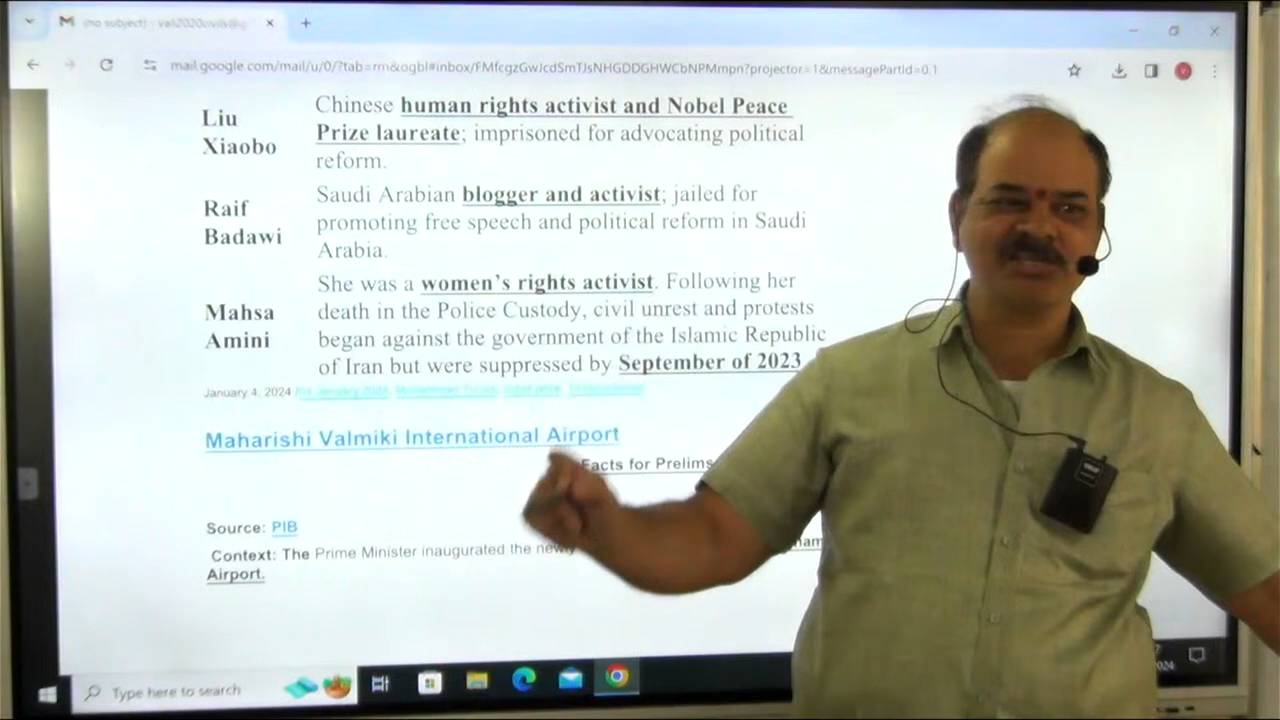 (no subject) - vali2020civils@g
mail.google.com/mail/u/0/?tab=rm&ogbl#inbox/FMfcgzGwJcdSmTJsNHGDDGHWCbNPMmpn?projector=1&messagePartId=0.1
Liu
Xiaobo
Chinese human rights activist and Nobel Peace
Prize laureate; imprisoned for advocating political
reform.
Raif
Badawi
Saudi Arabian blogger and activist; jailed for
promoting free speech and political reform in Saudi
Arabia.
Mahsa
Amini
She was a women's rights activist. Following her
death in the Police Custody, civil unrest and protests
began against the government of the Islamic Republic
of Iran but were suppressed by September of 2023
January 4, 2024 /
Maharishi Valmiki International Airport
Facts for Prelims
Source: PIB
Context: The Prime Minister inaugurated the newly
Airport.
Type here to search